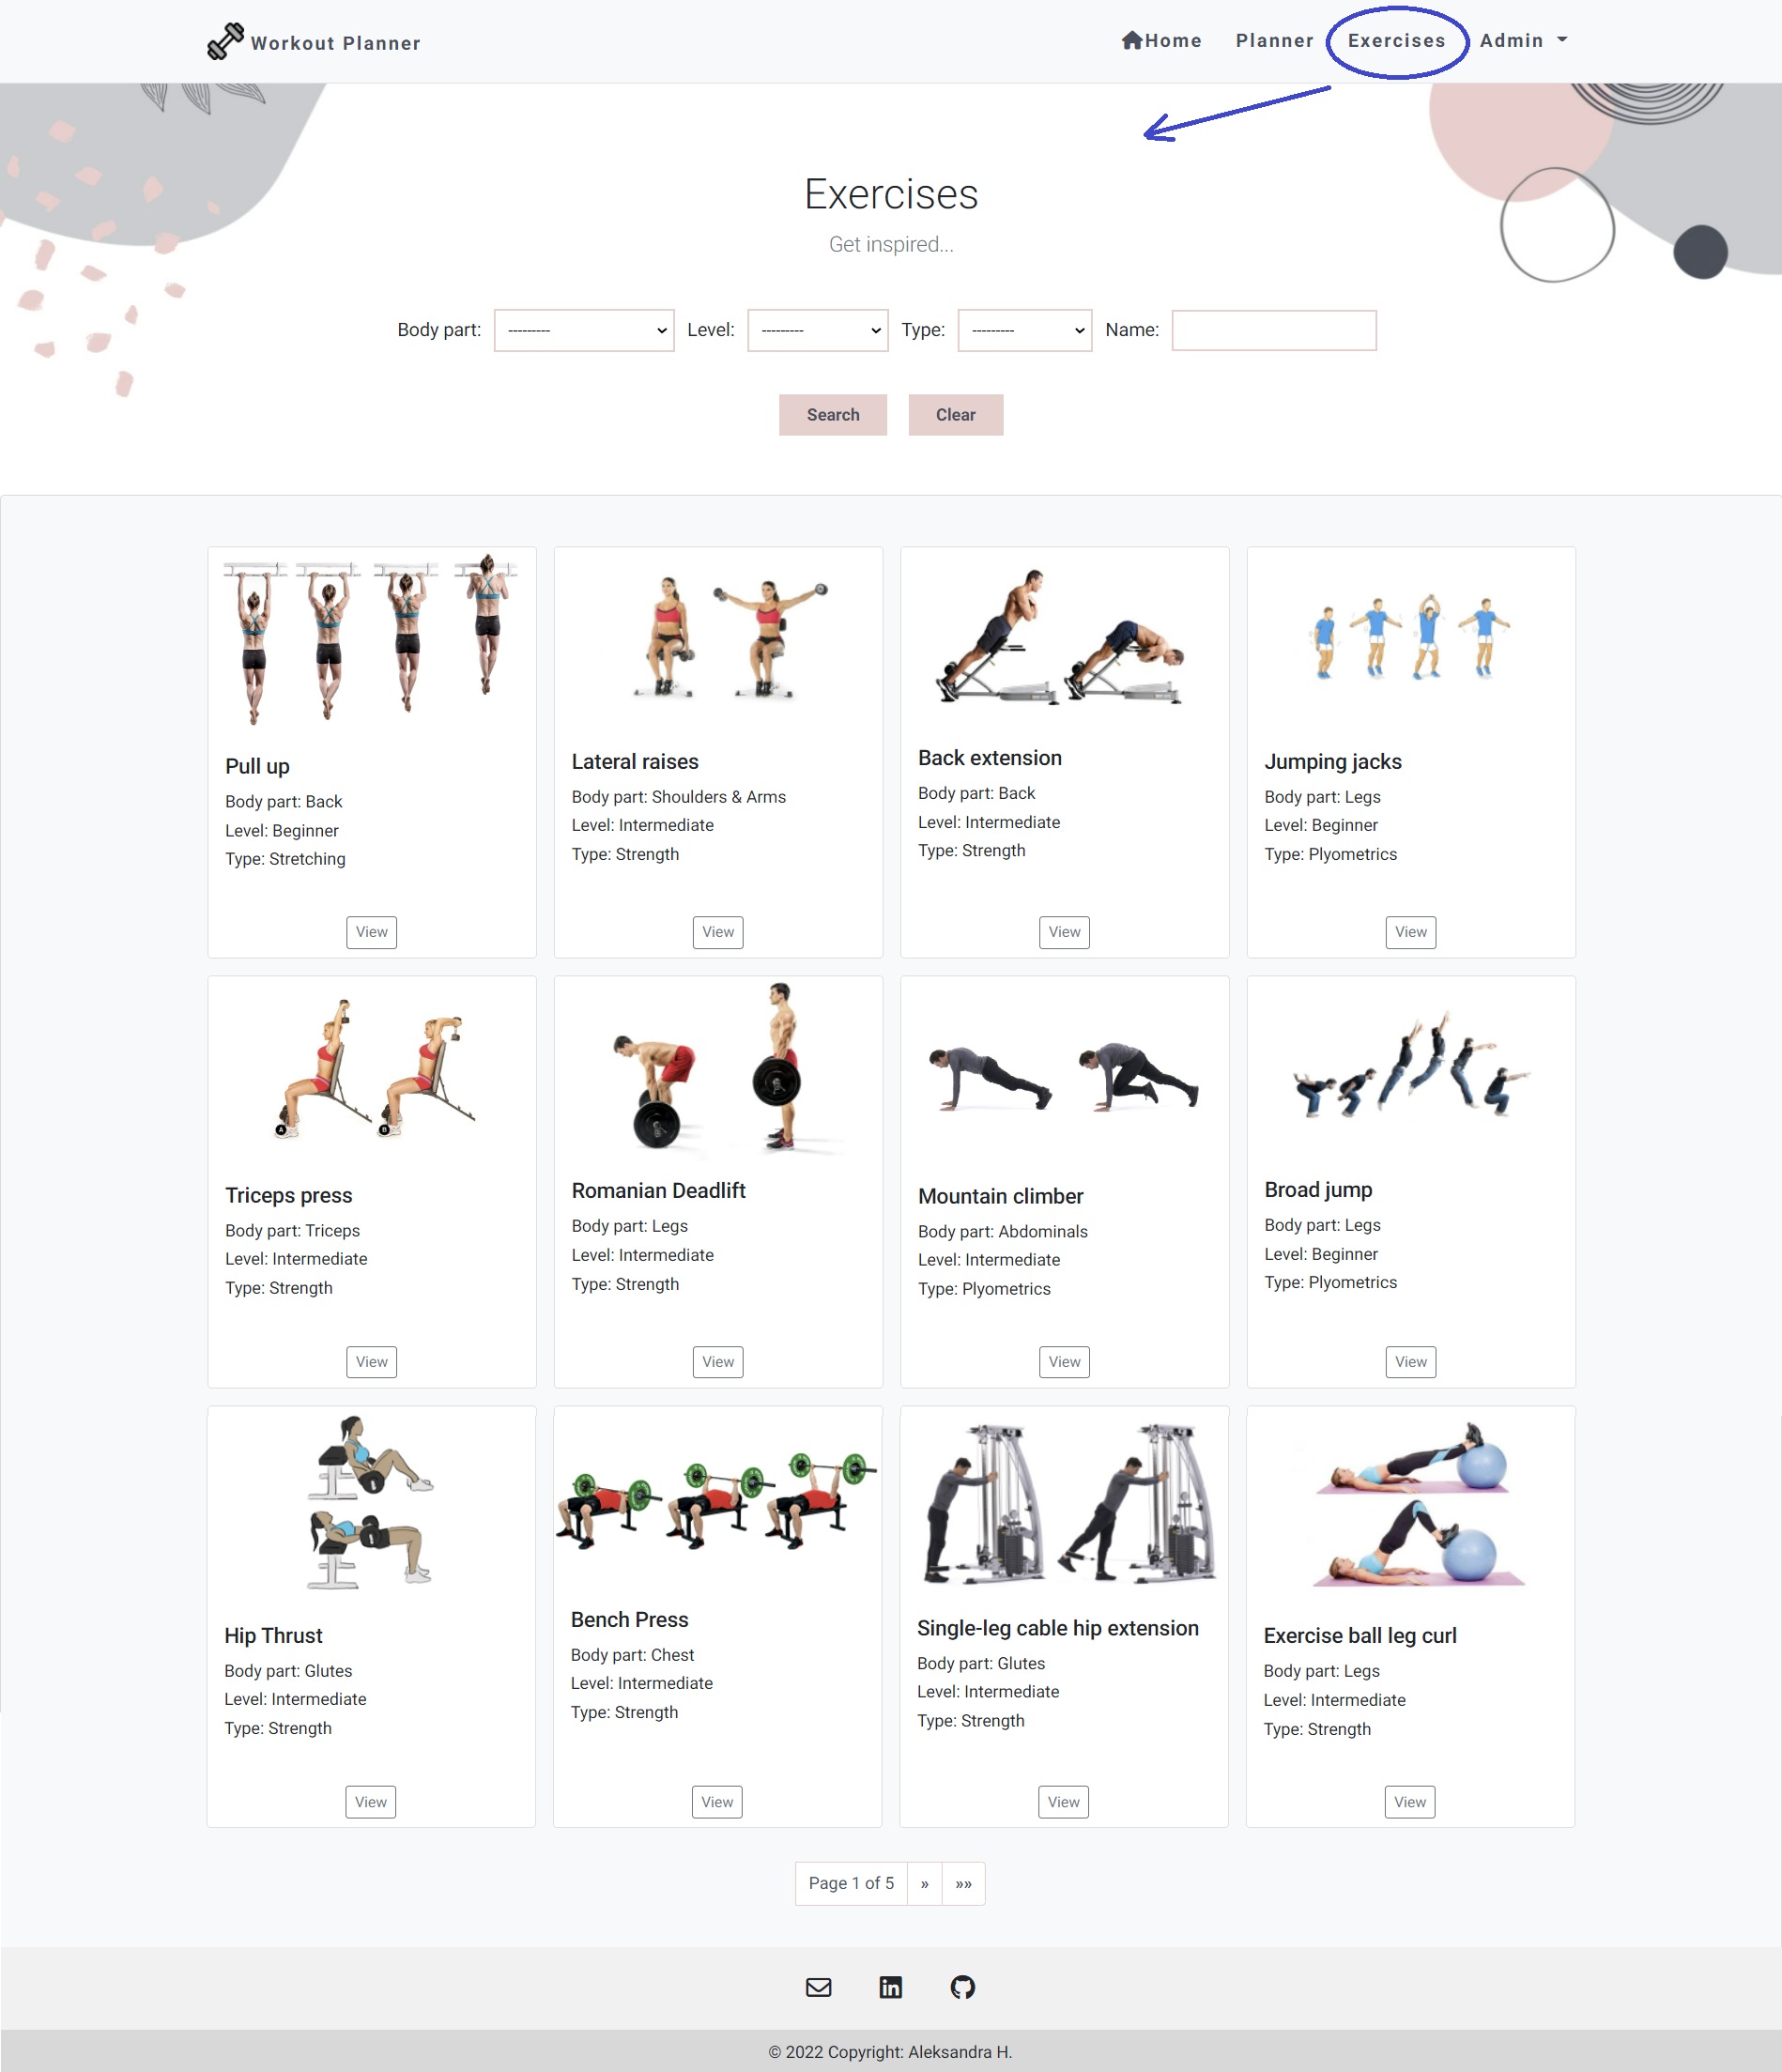 Workout Planner
Home Planner Exercises Admin
Exercises
Get inspired...
Body part: --------- Level: --------- Type: --------- Name:
Search Clear
Pull up
Body part: Back
Level: Beginner
Type: Stretching
View
Lateral raises
Body part: Shoulders & Arms
Level: Intermediate
Type: Strength
View
Back extension
Body part: Back
Level: Intermediate
Type: Strength
View
Jumping jacks
Body part: Legs
Level: Beginner
Type: Plyometrics
View
A B
Triceps press
Body part: Triceps
Level: Intermediate
Type: Strength
View
Romanian Deadlift
Body part: Legs
Level: Intermediate
Type: Strength
View
Mountain climber
Body part: Abdominals
Level: Intermediate
Type: Plyometrics
View
Broad jump
Body part: Legs
Level: Beginner
Type: Plyometrics
View
Hip Thrust
Body part: Glutes
Level: Intermediate
Type: Strength
View
Bench Press
Body part: Chest
Level: Intermediate
Type: Strength
View
Single-leg cable hip extension
Body part: Glutes
Level: Intermediate
Type: Strength
View
Exercise ball leg curl
Body part: Legs
Level: Intermediate
Type: Strength
View
Page 1 of 5 » »»
© 2022 Copyright: Aleksandra H.